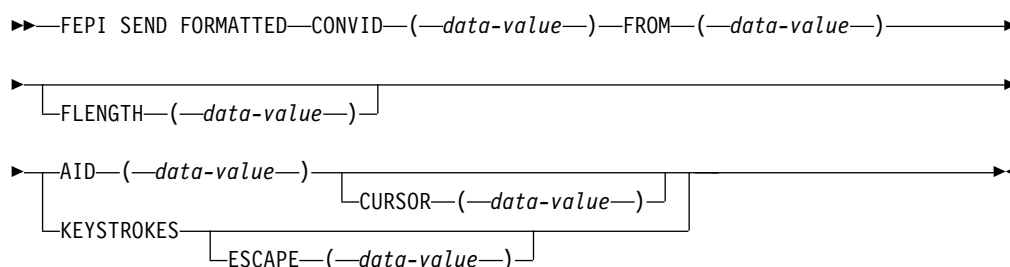 FEPI SEND FORMATTED CONVID ( data-value ) FROM ( data-value )
FLENGTH ( data-value )
AID ( data-value )
CURSOR ( data-value )
KEYSTROKES
ESCAPE ( data-value )